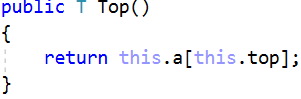 public T Top()
{
    return this.a[this.top];
}